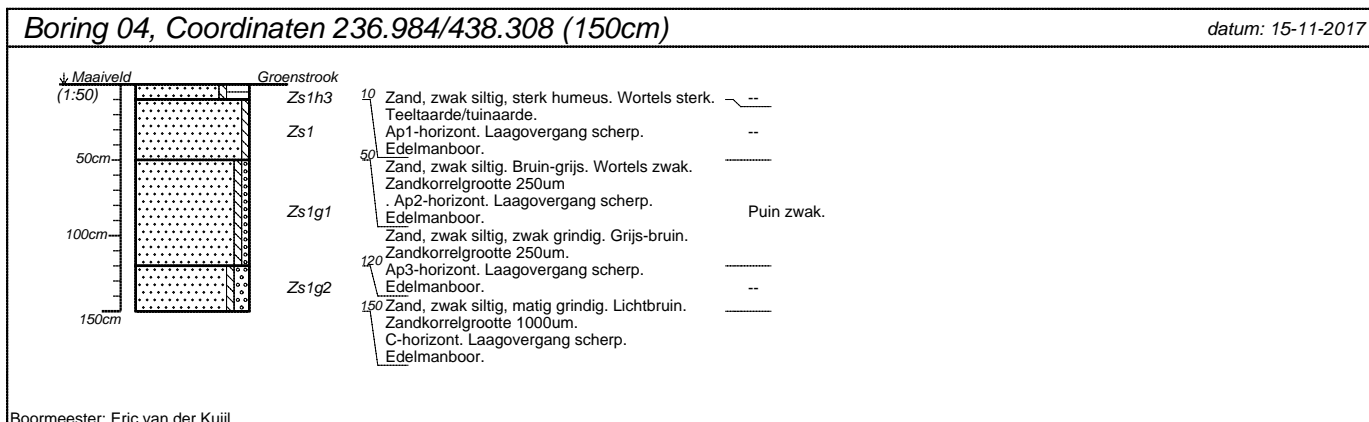 Boring 04, Coordinaten 236.984/438.308 (150cm)
datum: 15-11-2017
Maaiveld
Groenstrook
(1:50)
Zs1h3
10
Zand, zwak siltig, sterk humeus. Wortels sterk.
--
Teeltaarde/tuinaarde.
Zs1
Ap1-horizont. Laagovergang scherp.
--
Edelmanboor.
50cm
50
Zand, zwak siltig. Bruin-grijs. Wortels zwak.
Zandkorrelgrootte 250um
. Ap2-horizont. Laagovergang scherp.
Zs1g1
Edelmanboor.
Puin zwak.
100cm
Zand, zwak siltig, zwak grindig. Grijs-bruin.
Zandkorrelgrootte 250um.
120
Ap3-horizont. Laagovergang scherp.
Zs1g2
Edelmanboor.
--
150cm
150
Zand, zwak siltig, matig grindig. Lichtbruin.
Zandkorrelgrootte 1000um.
C-horizont. Laagovergang scherp.
Edelmanboor.
Boormeester: Eric van der Kuijl